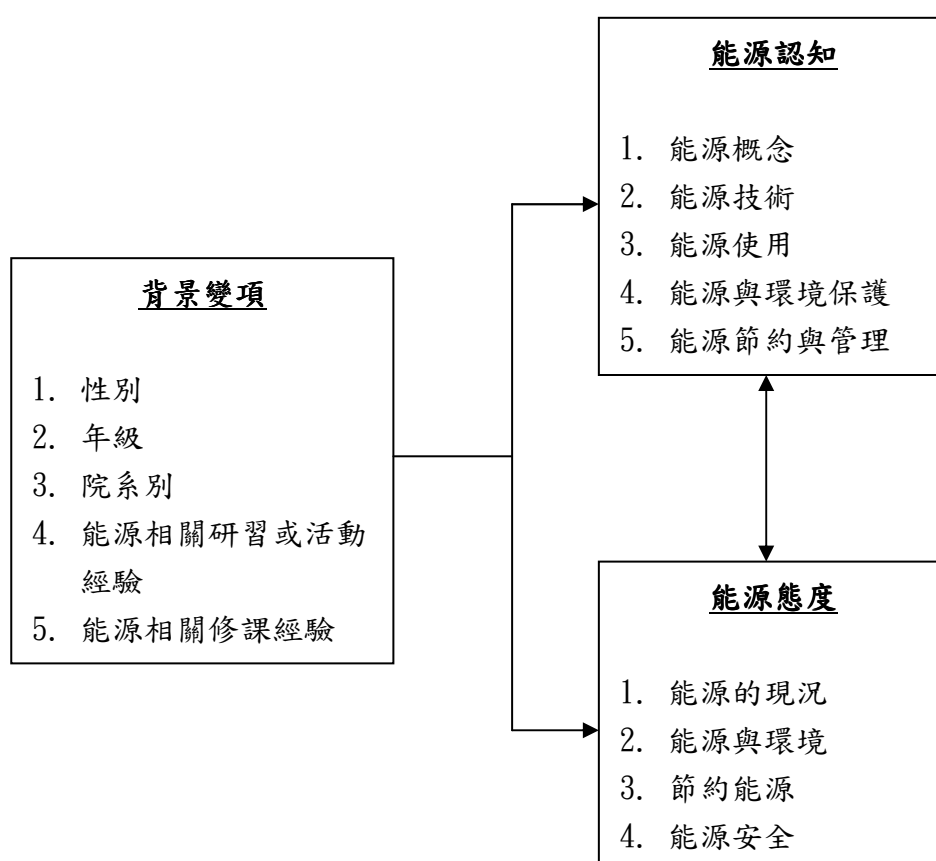 能源認知
1. 能源概念
2. 能源技術
3. 能源使用
4. 能源與環境保護
5. 能源節約與管理
背景變項
1. 性別
2. 年級
3. 院系別
4. 能源相關研習或活動
經驗
5. 能源相關修課經驗
能源態度
1. 能源的現況
2. 能源與環境
3. 節約能源
4. 能源安全